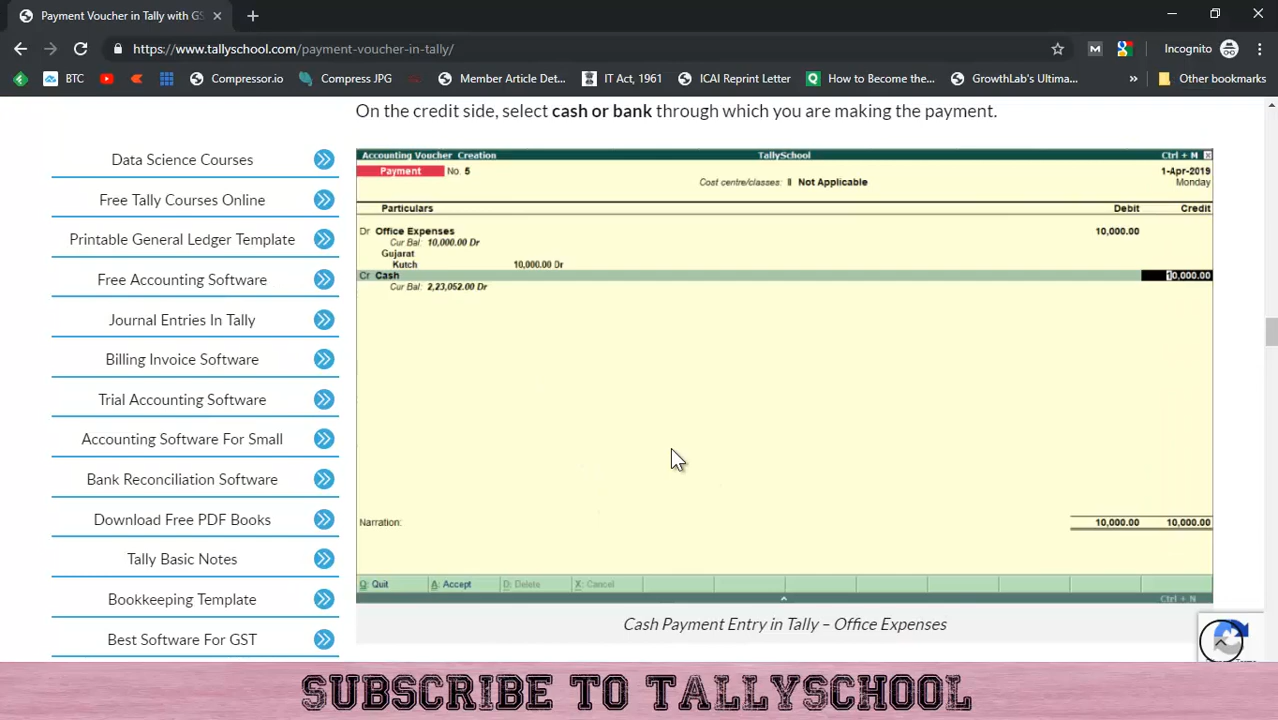 Payment Voucher in Tally with GS
https://www.tallyschool.com/payment-voucher-in-tally/
Incognito
BTC
Compressor.io
Compress JPG
Member Article Det...
IT Act, 1961
ICAI Reprint Letter
How to Become the...
GrowthLab's Ultima...
Other bookmarks
On the credit side, select cash or bank through which you are making the payment.
Data Science Courses
Free Tally Courses Online
Printable General Ledger Template
Free Accounting Software
Journal Entries In Tally
Billing Invoice Software
Trial Accounting Software
Accounting Software For Small
Bank Reconciliation Software
Download Free PDF Books
Tally Basic Notes
Bookkeeping Template
Best Software For GST
Accounting Voucher Creation TallySchool Ctrl + M
Payment No. 5 1-Apr-2019
Cost centre/classes: Not Applicable Monday
Particulars Debit Credit
Dr Office Expenses 10,000.00
Cur Bal: 10,000.00 Dr
Gujarat
Kutch 10,000.00 Dr
Cr Cash 10,000.00
Cur Bal: 2,23,052.00 Dr
Narration: 10,000.00 10,000.00
Q: Quit A: Accept D: Delete X: Cancel
Ctrl + N
Cash Payment Entry in Tally – Office Expenses
SUBSCRIBE TO TALLYSCHOOL